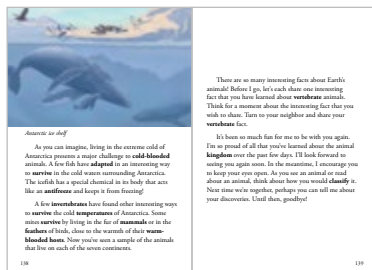 Antarctic ice shelf
As you can imagine, living in the extreme cold of
Antarctica presents a major challenge to cold-blooded
animals. A few fish have adapted in an interesting way
to survive in the cold waters surrounding Antarctica.
The icefish has a special chemical in its body that acts
like an antifreeze and keeps it from freezing!
A few invertebrates have found other interesting ways
to survive the cold temperatures of Antarctica. Some
mites survive by living in the fur of mammals or in the
feathers of birds, close to the warmth of their warm-
blooded hosts. Now you've seen a sample of the animals
that live on each of the seven continents.
138
There are so many interesting facts about Earth's
animals! Before I go, let's each share one interesting
fact that you have learned about vertebrate animals.
Think for a moment about the interesting fact that you
wish to share. Turn to your neighbor and share your
vertebrate fact.
It's been so much fun for me to be with you again.
I'm so proud of all that you've learned about the animal
kingdom over the past few days. I'll look forward to
seeing you again soon. In the meantime, I encourage you
to keep your eyes open. As you see an animal or read
about an animal, think about how you would classify it.
Next time we're together, perhaps you can tell me about
your discoveries. Until then, goodbye!
139